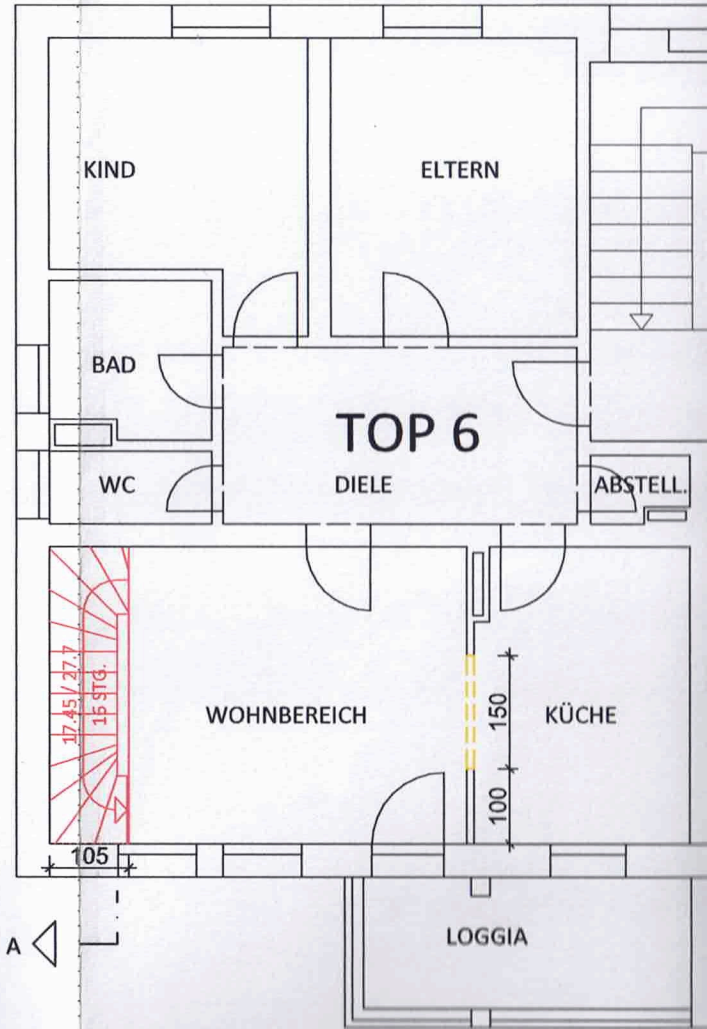 KIND
ELTERN
BAD
TOP 6
WC
DIELE
ABSTELL.
17.45 / 27.7
16 STG.
WOHNBEREICH
150
KÜCHE
100
105
A
LOGGIA